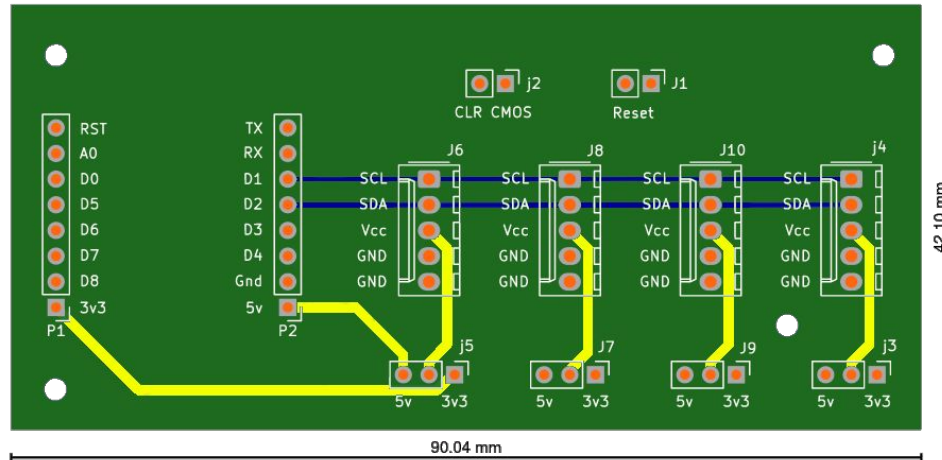 j2
J1
CLR CMOS
Reset
RST
A0
D0
D5
D6
D7
D8
3v3
P1
TX
RX
D1
D2
D3
D4
Gnd
5v
P2
J6
SCL
SDA
Vcc
GND
GND
J8
SCL
SDA
Vcc
GND
GND
J10
SCL
SDA
Vcc
GND
GND
j4
SCL
SDA
Vcc
GND
GND
j5
5v
3v3
J7
5v
3v3
J9
5v
3v3
j3
5v
3v3
42.10 mm
90.04 mm